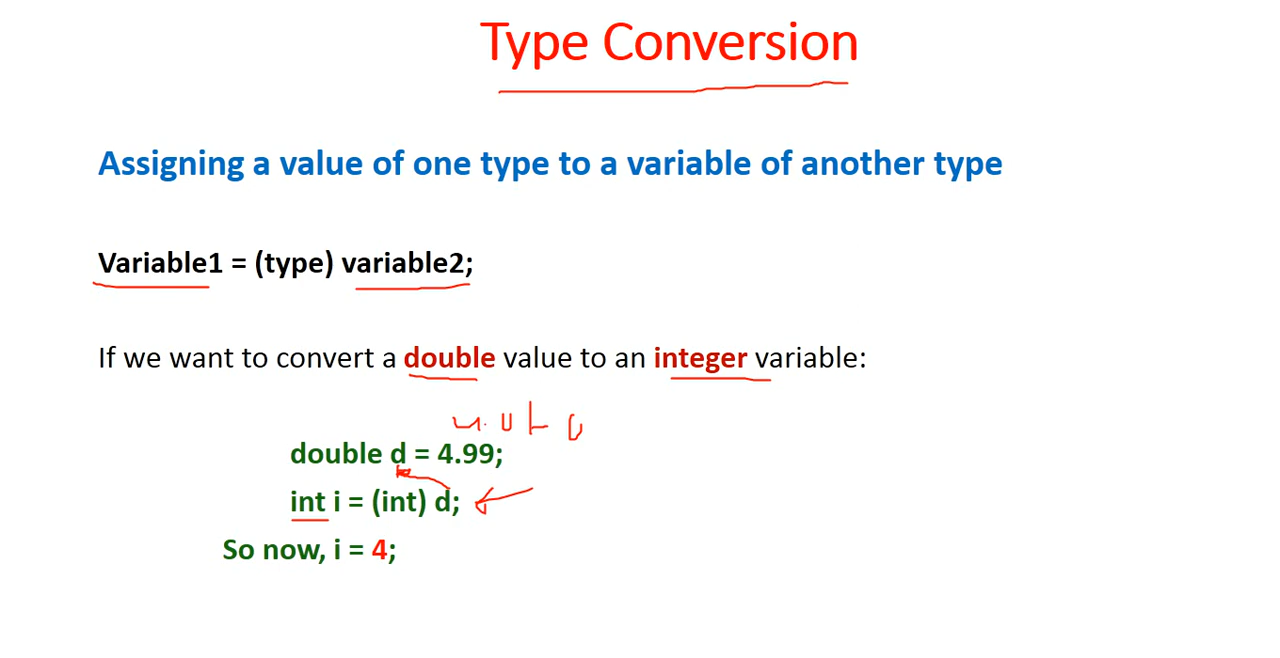 Type Conversion
Assigning a value of one type to a variable of another type
Variable1 = (type) variable2;
If we want to convert a double value to an integer variable:
double d = 4.99;
int i = (int) d;
So now, i = 4;